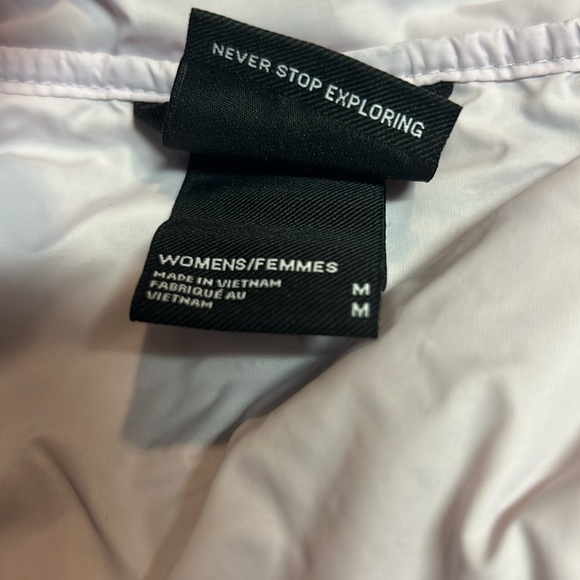 NEVER STOP EXPLORING
WOMENS/FEMMES
MADE IN VIETNAM M
FABRIQUÉ AU M
VIETNAM